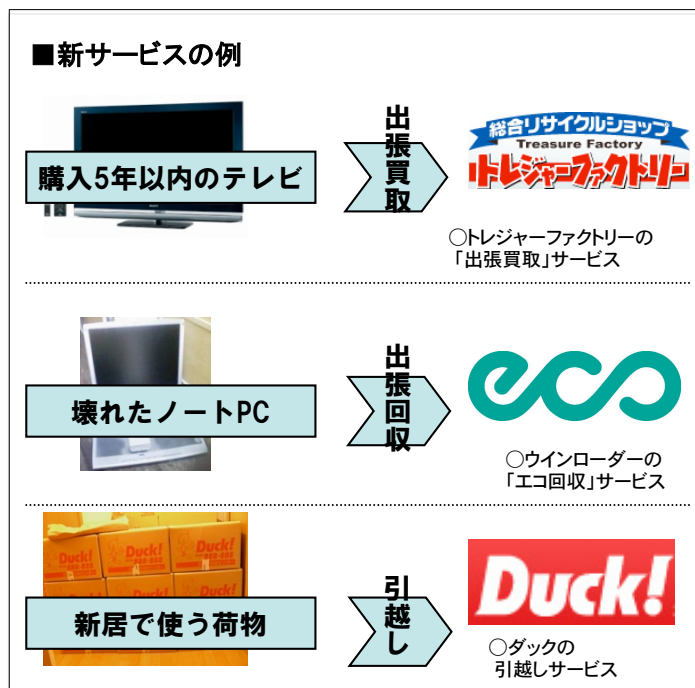 ■新サービスの例
購入5年以内のテレビ
出張買取
総合リサイクルショップ
Treasure Factory
トレジャーファクトリー
○トレジャーファクトリーの
「出張買取」サービス
壊れたノートPC
出張回収
eco
○ウインローダーの
「エコ回収」サービス
Duck!
Duck!
Duck!
新居で使う荷物
引越し
Duck!
○ダックの
引越しサービス